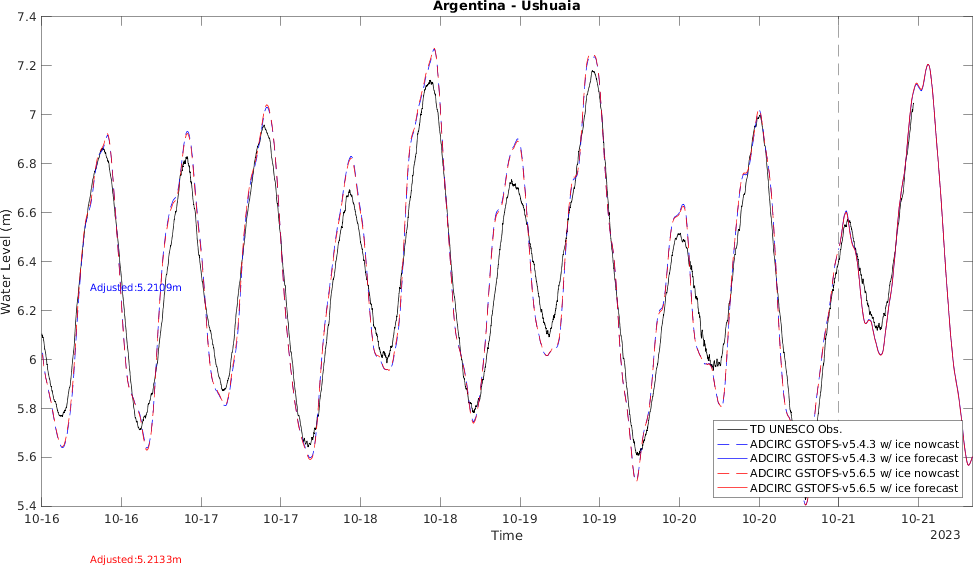 Argentina - Ushuaia
7.4
7.2
7
6.8
6.6
6.4
6.2
6
5.8
5.6
5.4
Water Level (m)
Adjusted:5.2109m
TD UNESCO Obs.
ADCIRC GSTOFS-v5.4.3 w/ ice nowcast
ADCIRC GSTOFS-v5.4.3 w/ ice forecast
ADCIRC GSTOFS-v5.6.5 w/ ice nowcast
ADCIRC GSTOFS-v5.6.5 w/ ice forecast
10-16 10-16 10-17 10-17 10-18 10-18 10-19 10-19 10-20 10-20 10-21 10-21
Time
2023
Adjusted:5.2133m